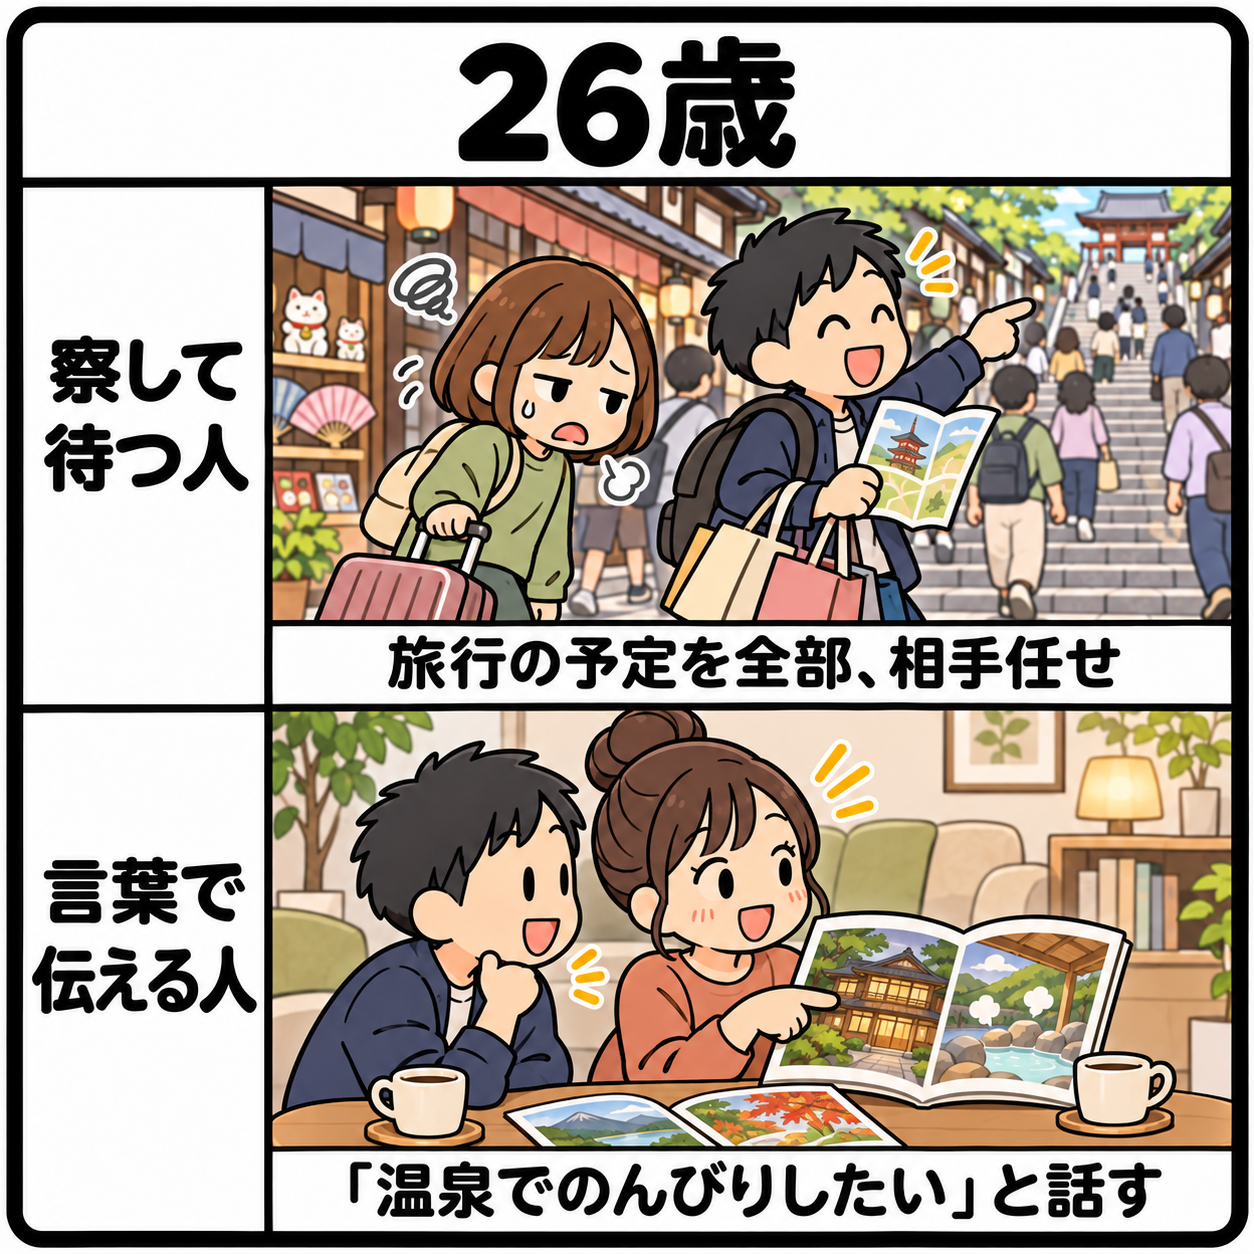 26歳
察して
待つ人
旅行の予定を全部、相手任せ
言葉で
伝える人
「温泉でのんびりしたい」と話す